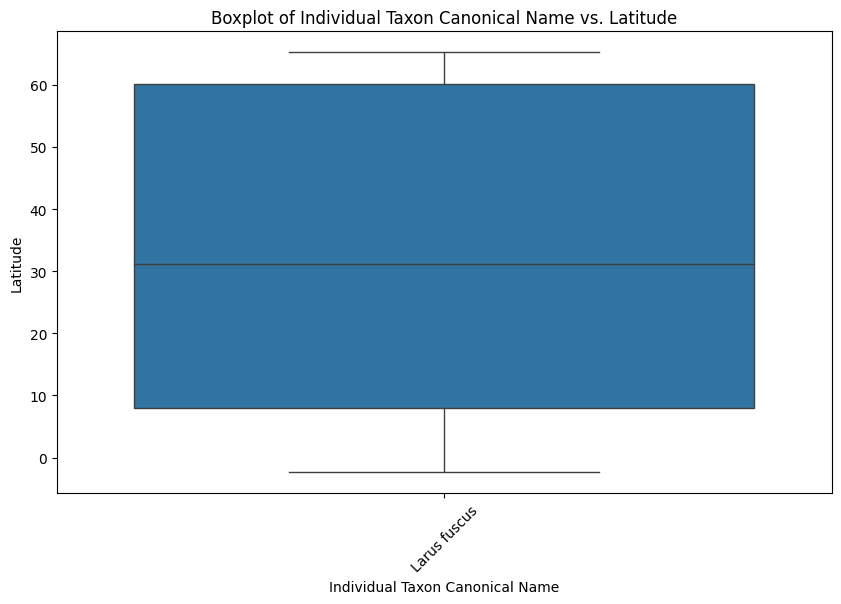 Boxplot of Individual Taxon Canonical Name vs. Latitude
60
50
40
30
20
10
0
Latitude
Larus fuscus
Individual Taxon Canonical Name